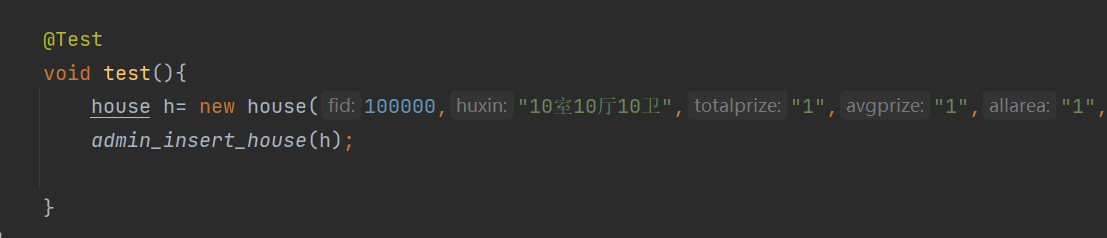 @Test
void test(){
house h= new house( fid: 100000, huxin: "10室10厅10卫", totalprize: "1", avgprize: "1", allarea: "1",
admin_insert_house(h);
}